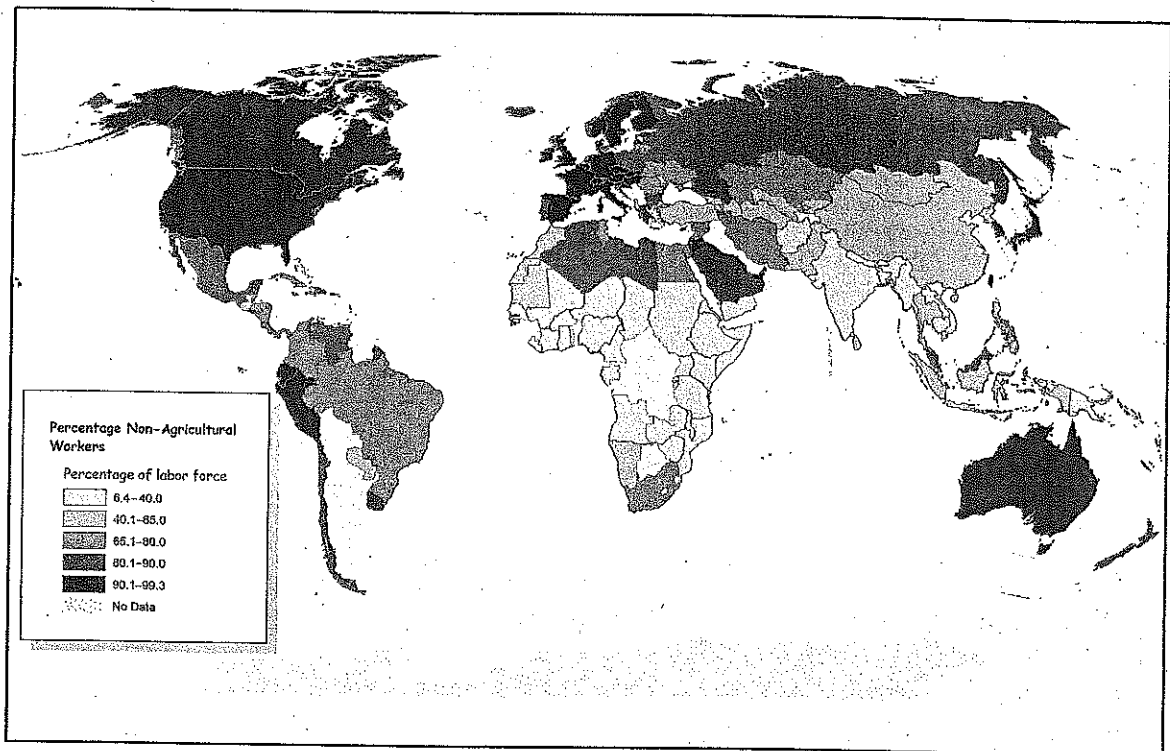 Percentage Non-Agricultural
Workers
Percentage of labor force
6.4–40.0
40.1–65.0
65.1–80.0
80.1–90.0
90.1–99.3
No Data